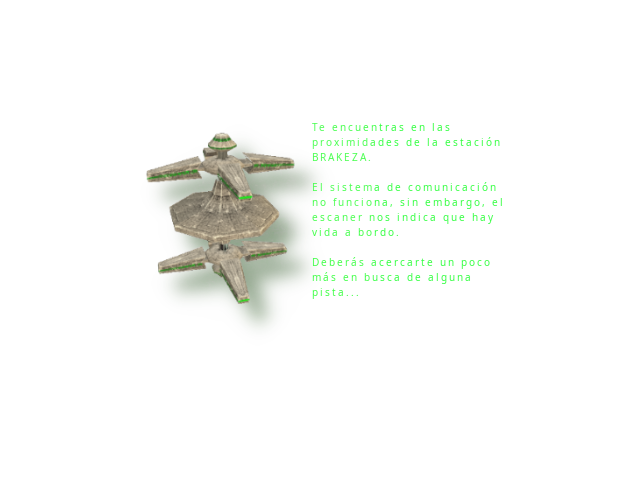 Te encuentras en las
proximidades de la estación
BRAKEZA.
El sistema de comunicación
no funciona, sin embargo, el
escaner nos indica que hay
vida a bordo.
Deberás acercarte un poco
más en busca de alguna
pista...